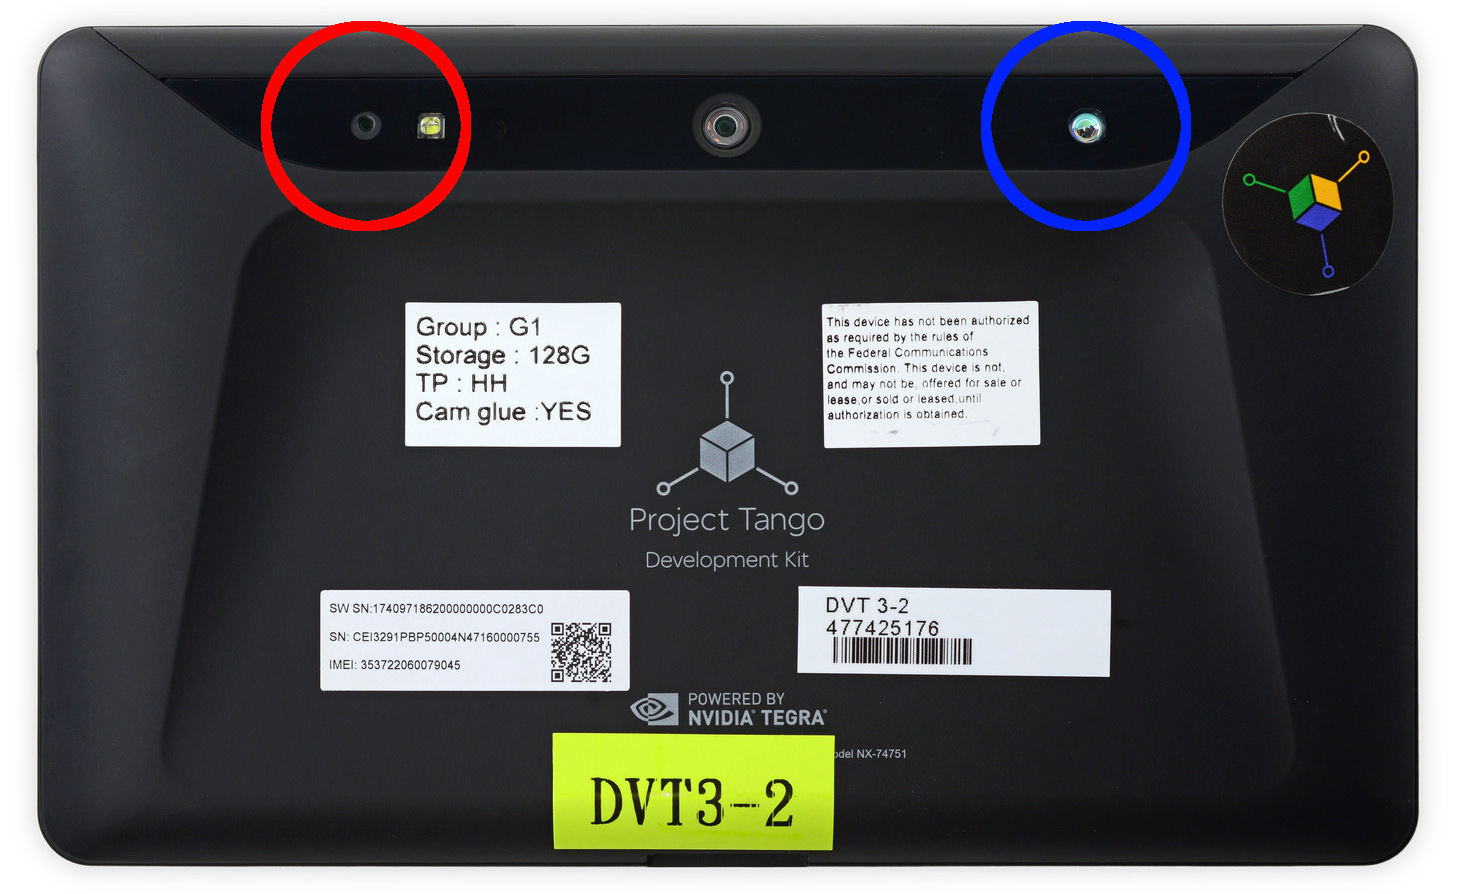 Group : G1
Storage : 128G
TP : HH
Cam glue :YES
This device has not been authorized
as required by the rules of
the Federal Communications
Commission. This device is not,
and may not be, offered for sale or
lease,or sold or leased,until
authorization is obtained.
Project Tango
Development Kit
SW SN:174097186200000000C0283C0
SN: CEI3291PBP50004N47160000755
IMEI: 353722060079045
DVT 3-2
477425176
POWERED BY
NVIDIA® TEGRA®
odel NX-74751
DVT3-2